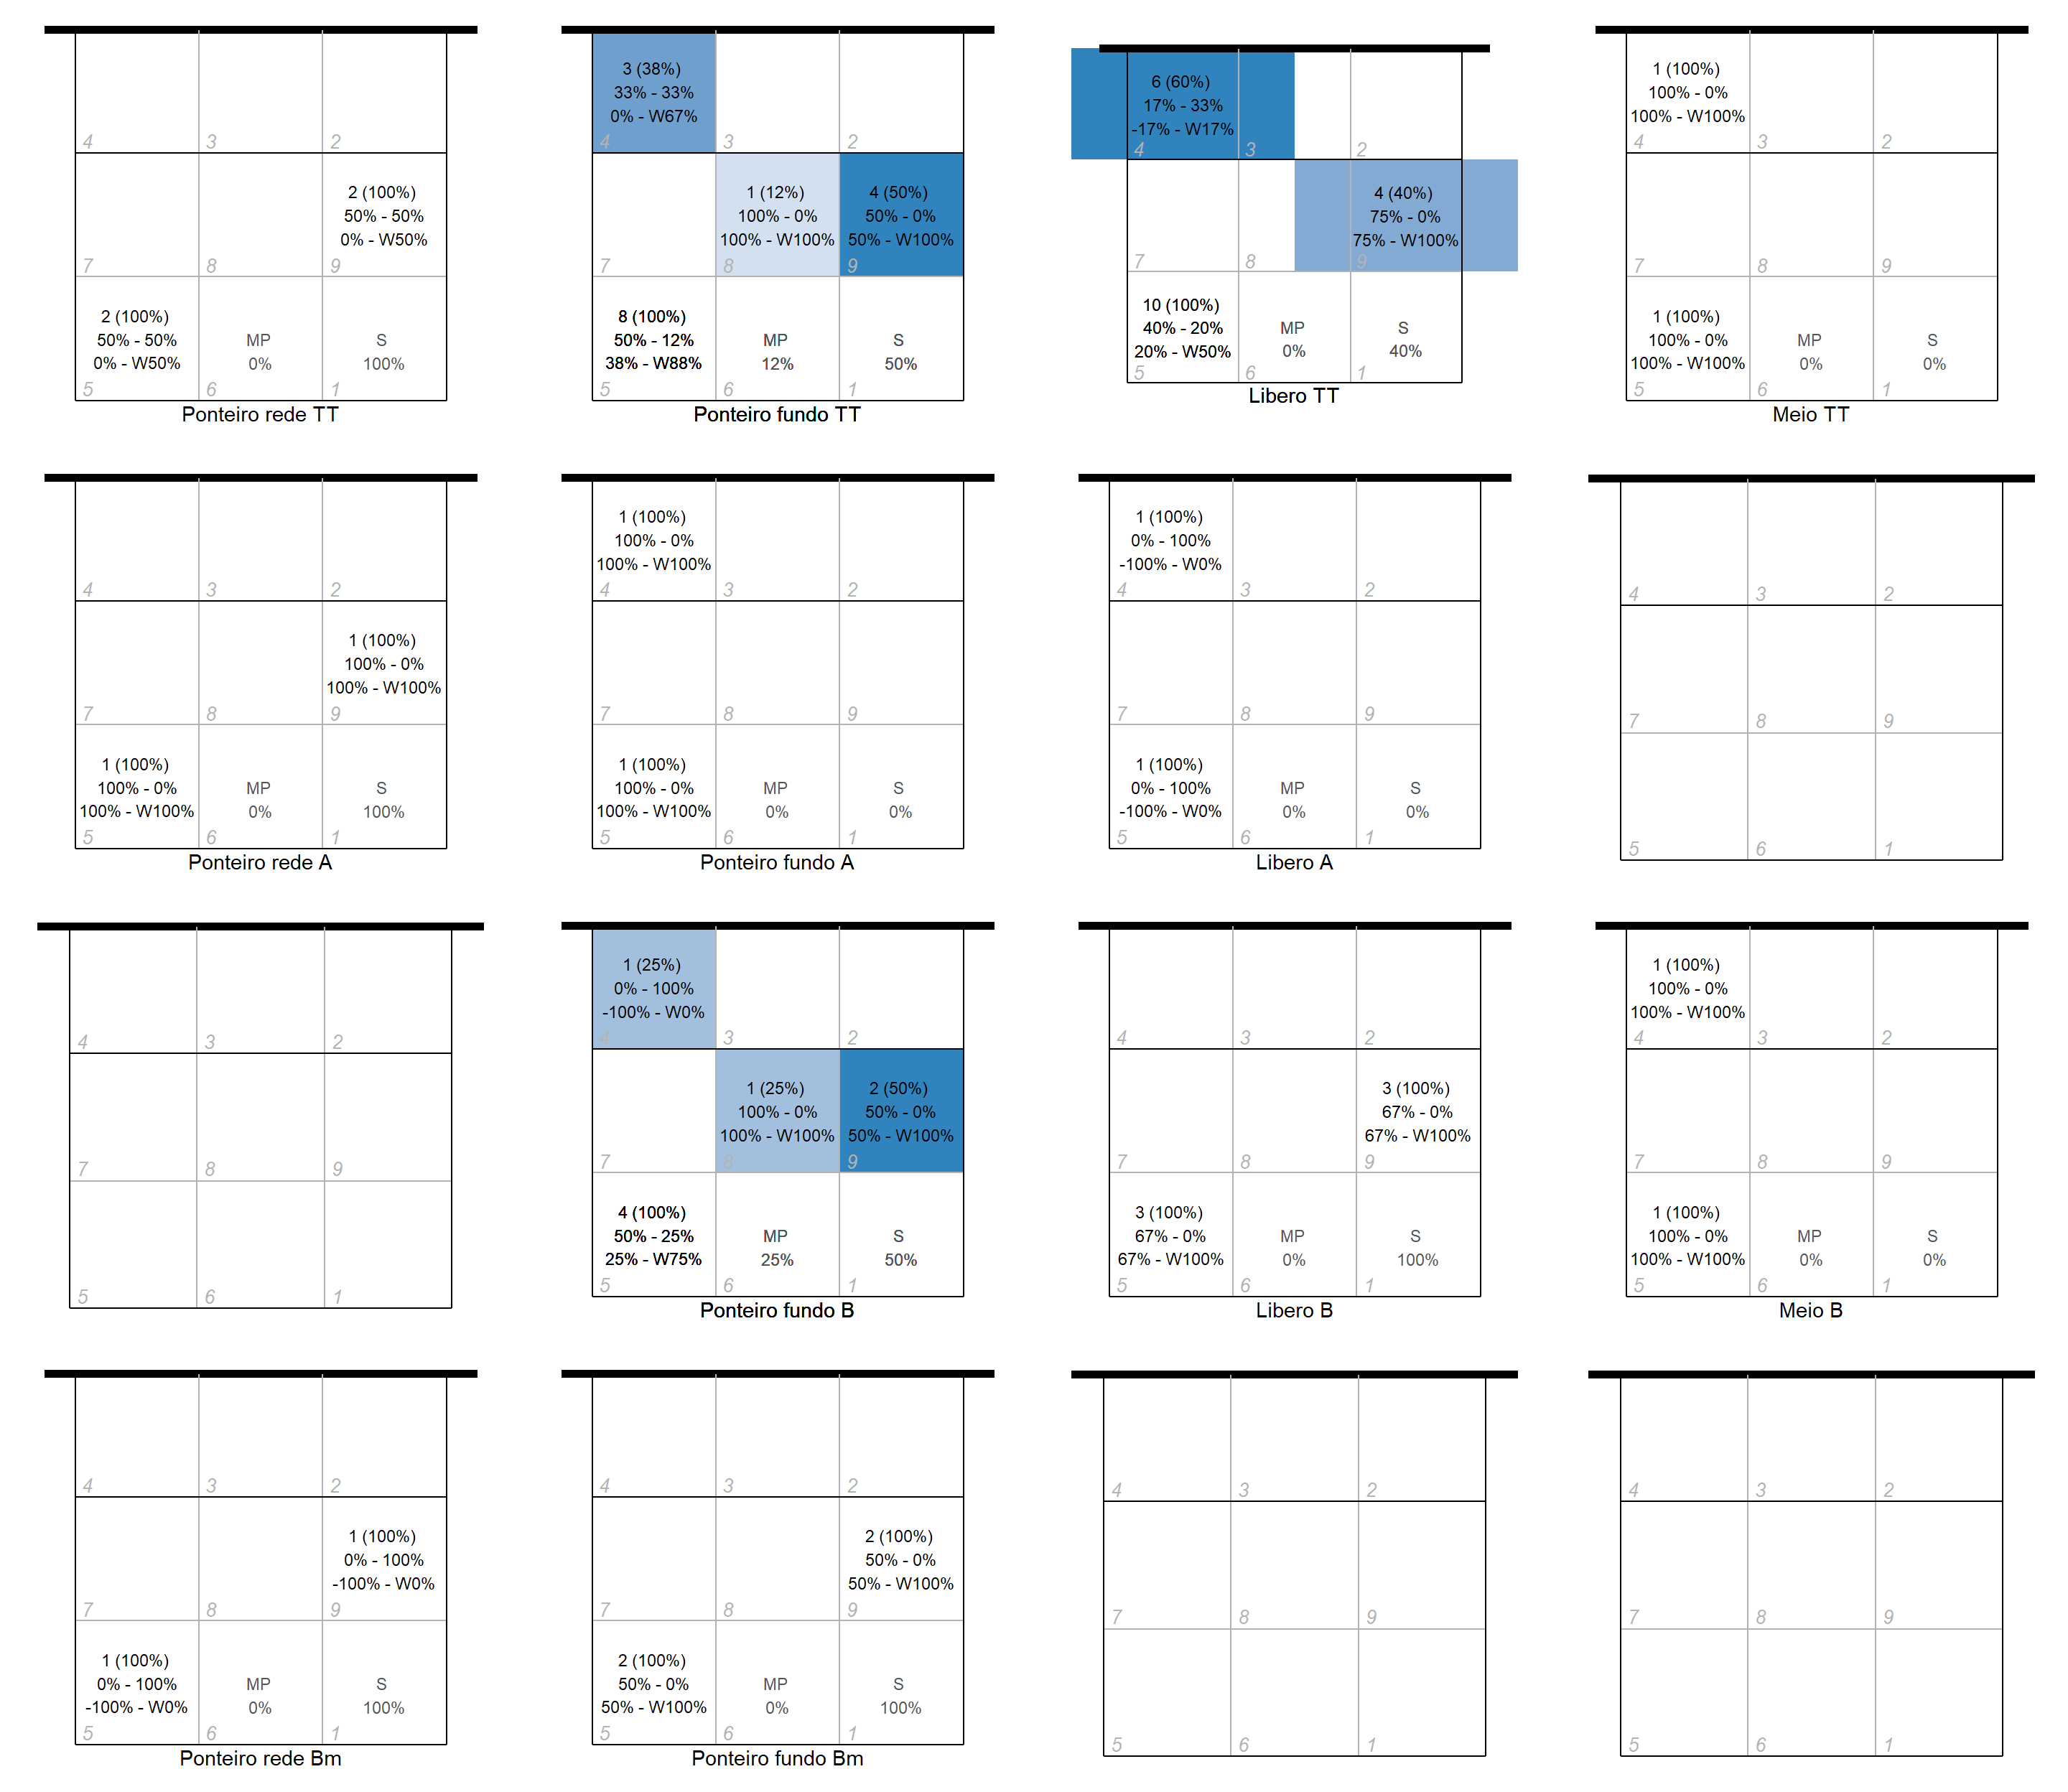 3 (38%)
33% - 33%
0% - W67%
6 (60%)
17% - 33%
-17% - W17%
1 (100%)
100% - 0%
100% - W100%
4 3 2
4 3 2
4 3 2
4 3 2
2 (100%)
50% - 50%
0% - W50%
1 (12%)
100% - 0%
100% - W100%
4 (50%)
50% - 0%
50% - W100%
4 (40%)
75% - 0%
75% - W100%
7 8 9
7 8 9
7 8 9
7 8 9
2 (100%)
50% - 50%
0% - W50%
MP
0%
S
100%
8 (100%)
50% - 12%
38% - W88%
MP
12%
S
50%
10 (100%)
40% - 20%
20% - W50%
MP
0%
S
40%
1 (100%)
100% - 0%
100% - W100%
MP
0%
S
0%
5 6 1
5 6 1
5 6 1
5 6 1
Ponteiro rede TT
Ponteiro fundo TT
Libero TT
Meio TT
1 (100%)
100% - 0%
100% - W100%
1 (100%)
0% - 100%
-100% - W0%
4 3 2
4 3 2
4 3 2
4 3 2
1 (100%)
100% - 0%
100% - W100%
7 8 9
7 8 9
7 8 9
7 8 9
1 (100%)
100% - 0%
100% - W100%
MP
0%
S
100%
1 (100%)
100% - 0%
100% - W100%
MP
0%
S
0%
1 (100%)
0% - 100%
-100% - W0%
MP
0%
S
0%
5 6 1
5 6 1
5 6 1
5 6 1
Ponteiro rede A
Ponteiro fundo A
Libero A
1 (25%)
0% - 100%
-100% - W0%
1 (100%)
100% - 0%
100% - W100%
4 3 2
4 3 2
4 3 2
4 3 2
1 (25%)
100% - 0%
100% - W100%
2 (50%)
50% - 0%
50% - W100%
3 (100%)
67% - 0%
67% - W100%
7 8 9
7 8 9
7 8 9
7 8 9
4 (100%)
50% - 25%
25% - W75%
MP
25%
S
50%
3 (100%)
67% - 0%
67% - W100%
MP
0%
S
100%
1 (100%)
100% - 0%
100% - W100%
MP
0%
S
0%
5 6 1
5 6 1
5 6 1
5 6 1
Ponteiro fundo B
Libero B
Meio B
4 3 2
4 3 2
4 3 2
4 3 2
1 (100%)
0% - 100%
-100% - W0%
2 (100%)
50% - 0%
50% - W100%
7 8 9
7 8 9
7 8 9
7 8 9
1 (100%)
0% - 100%
-100% - W0%
MP
0%
S
100%
2 (100%)
50% - 0%
50% - W100%
MP
0%
S
100%
5 6 1
5 6 1
5 6 1
5 6 1
Ponteiro rede Bm
Ponteiro fundo Bm